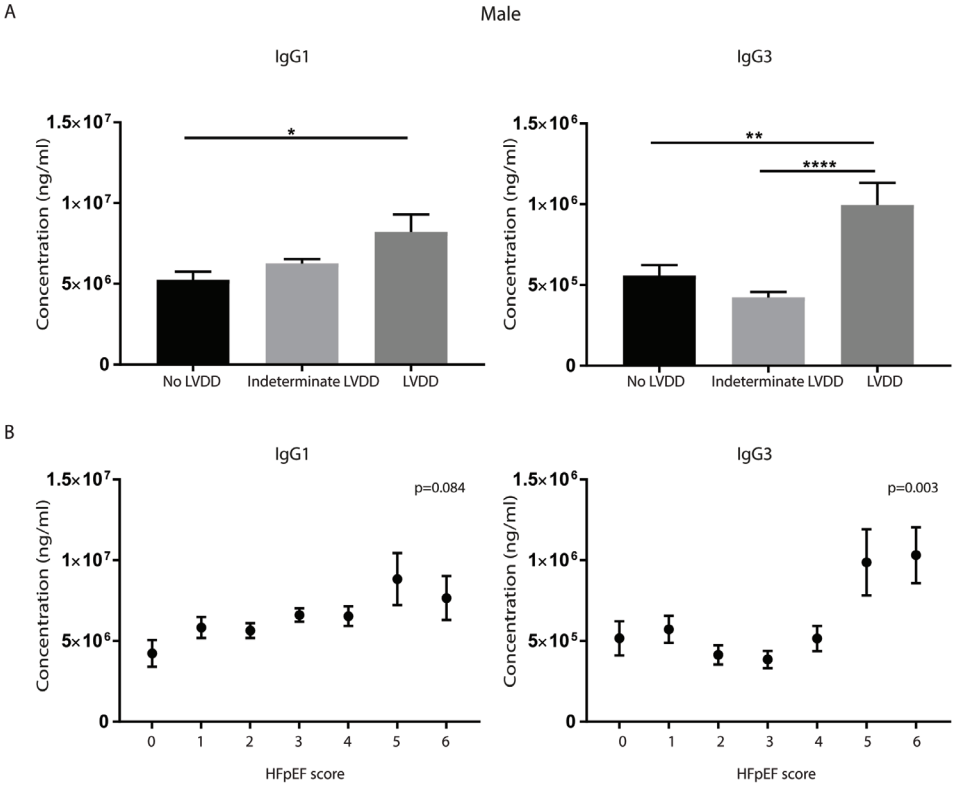 A
Male
IgG1
IgG3
Concentration (ng/ml)
1.5×10⁷
1×10⁷
5×10⁶
0
*
No LVDD
Indeterminate LVDD
LVDD
Concentration (ng/ml)
1.5×10⁶
1×10⁶
5×10⁵
0
**
****
No LVDD
Indeterminate LVDD
LVDD
B
IgG1
IgG3
Concentration (ng/ml)
1.5×10⁷
1×10⁷
5×10⁶
0
p=0.084
0 1 2 3 4 5 6
HFpEF score
Concentration (ng/ml)
1.5×10⁶
1×10⁶
5×10⁵
0
p=0.003
0 1 2 3 4 5 6
HFpEF score